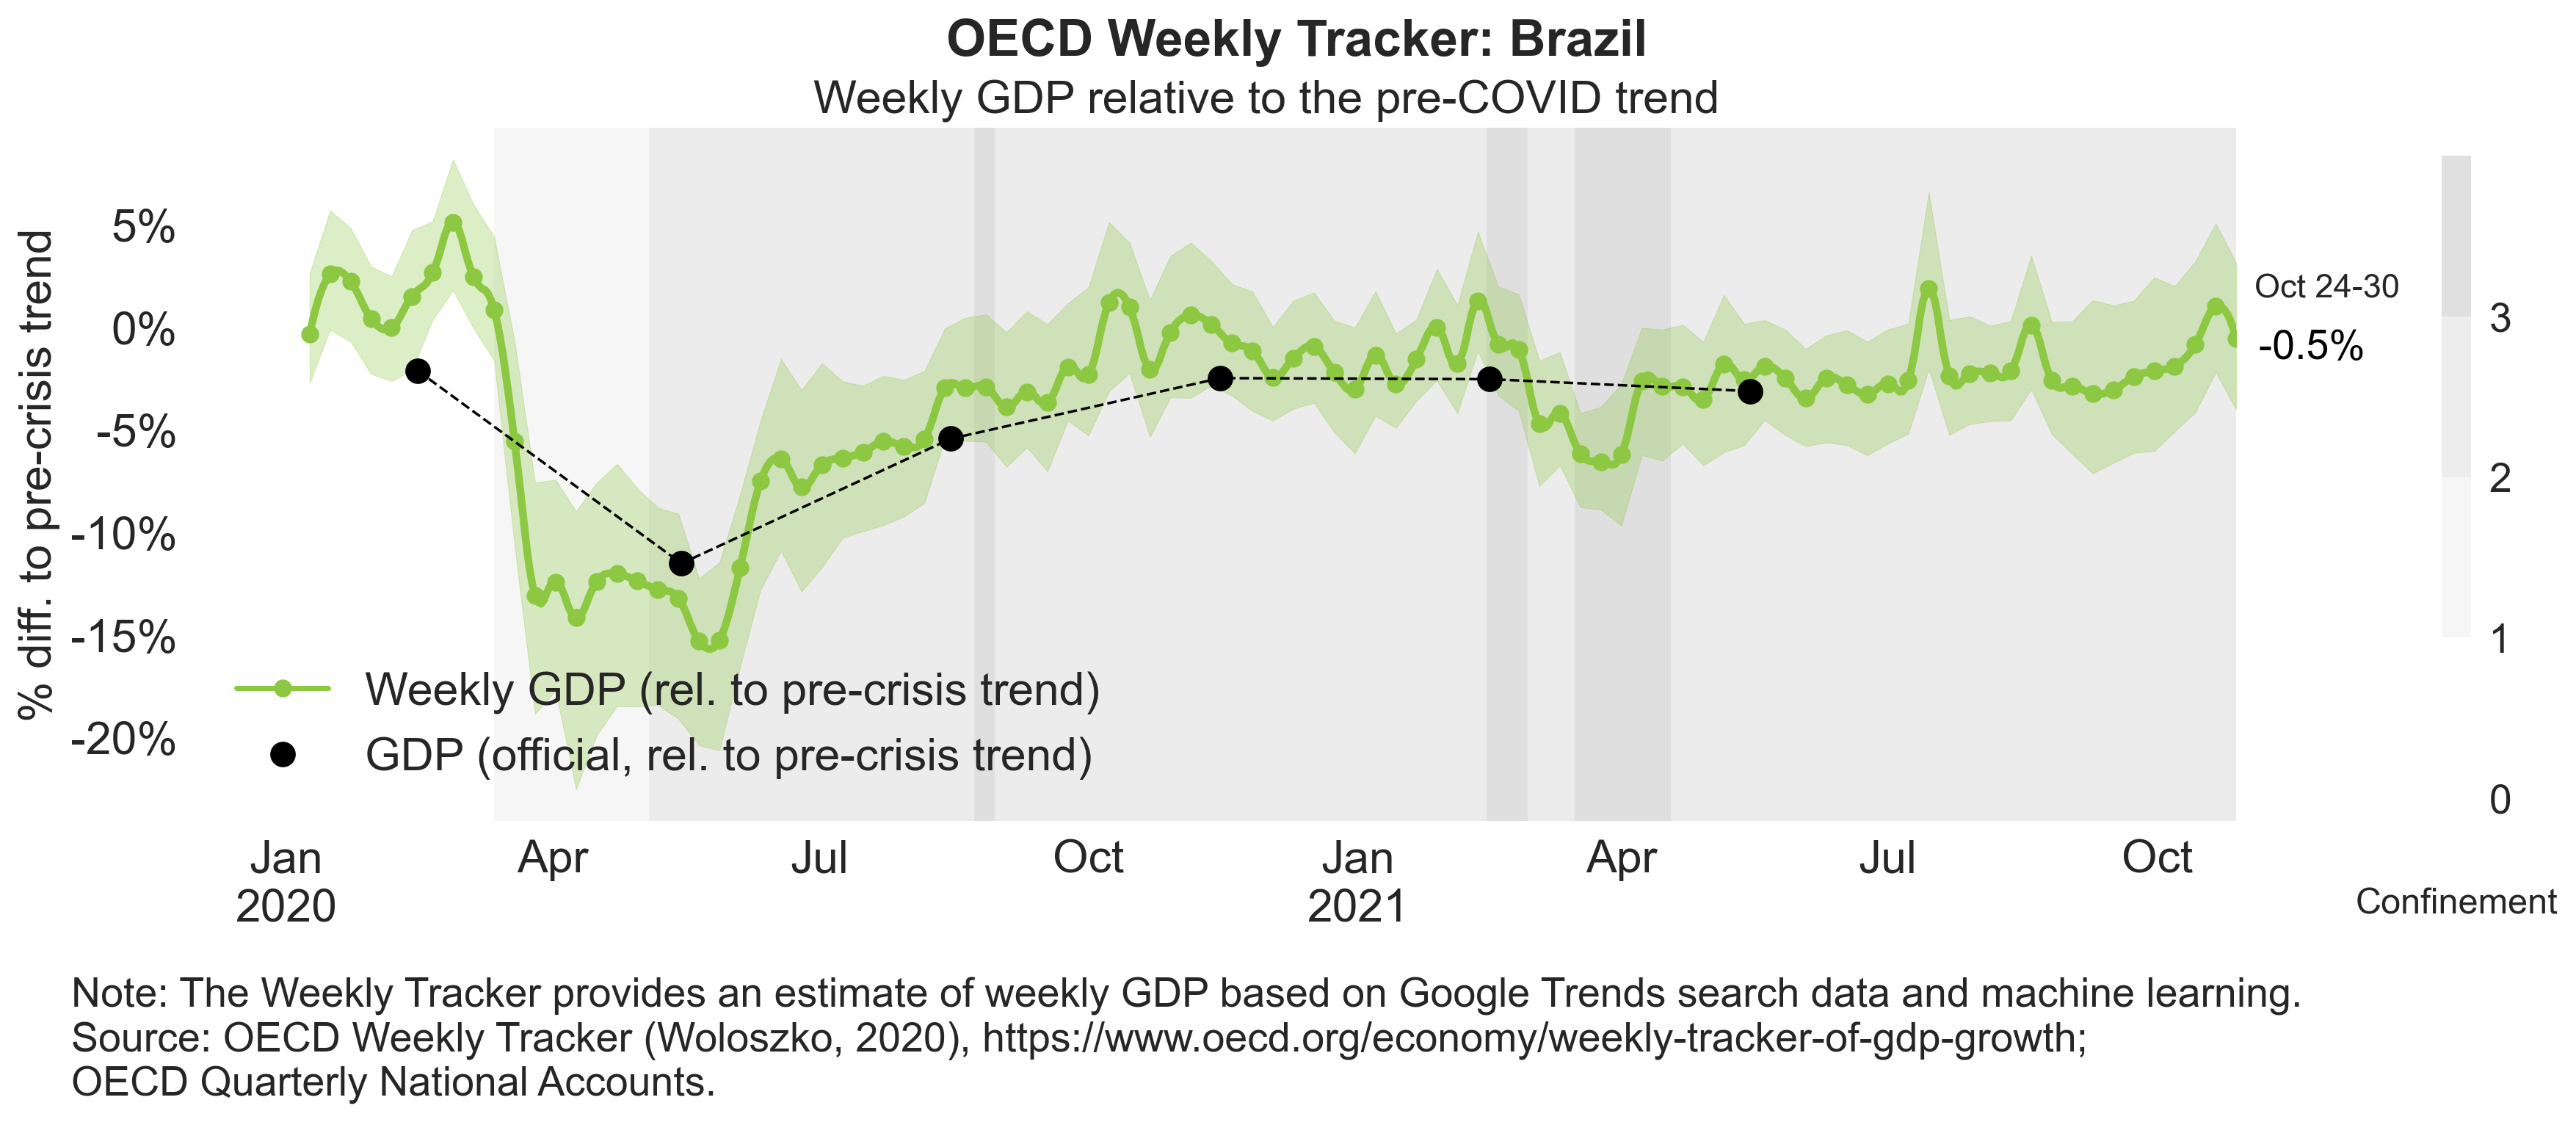 OECD Weekly Tracker: Brazil
Weekly GDP relative to the pre-COVID trend
% diff. to pre-crisis trend
5%
0%
-5%
-10%
-15%
-20%
Weekly GDP (rel. to pre-crisis trend)
GDP (official, rel. to pre-crisis trend)
Oct 24-30
-0.5%
3
2
1
0
Confinement
Jan Apr Jul Oct Jan Apr Jul Oct
2020 2021
Note: The Weekly Tracker provides an estimate of weekly GDP based on Google Trends search data and machine learning.
Source: OECD Weekly Tracker (Woloszko, 2020), https://www.oecd.org/economy/weekly-tracker-of-gdp-growth;
OECD Quarterly National Accounts.